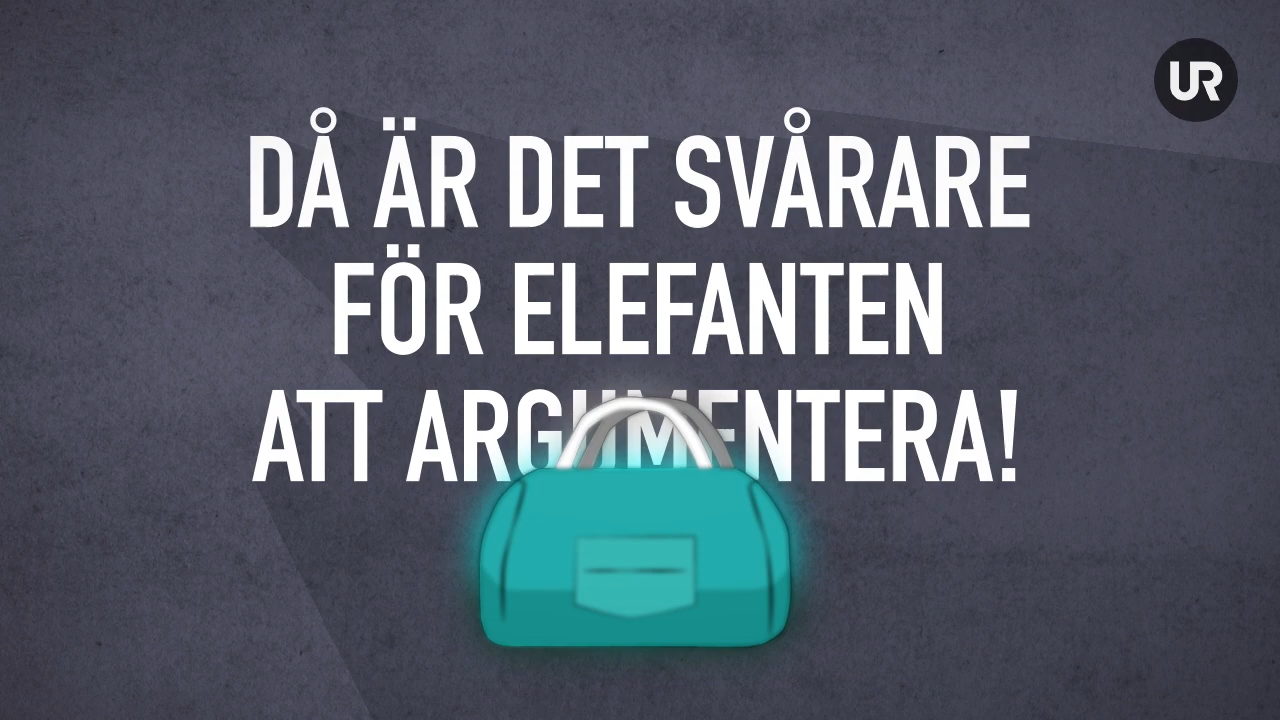 UR
DÅ ÄR DET SVÅRARE
FÖR ELEFANTEN
ATT ARGUMENTERA!